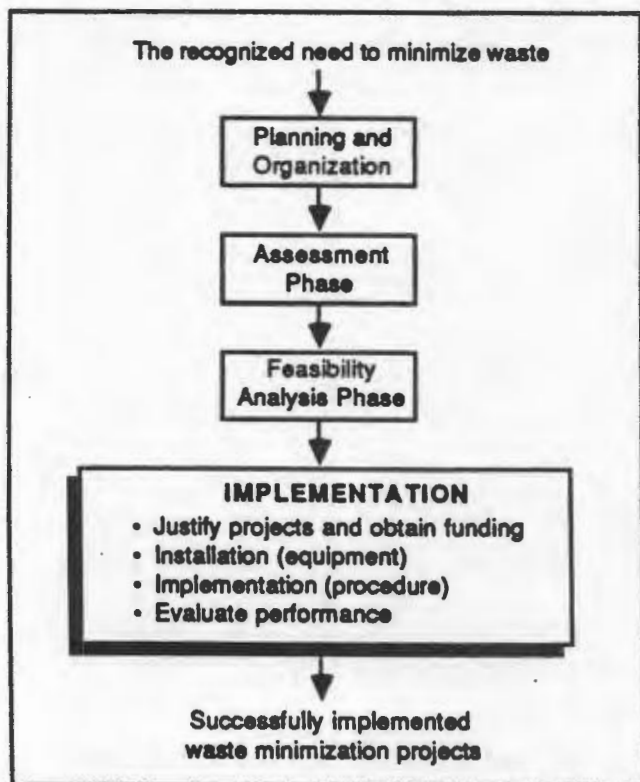 The recognized need to minimize waste
Planning and
Organization
Assessment
Phase
Feasibility
Analysis Phase
IMPLEMENTATION
• Justify projects and obtain funding
• Installation (equipment)
• Implementation (procedure)
• Evaluate performance
Successfully implemented
waste minimization projects